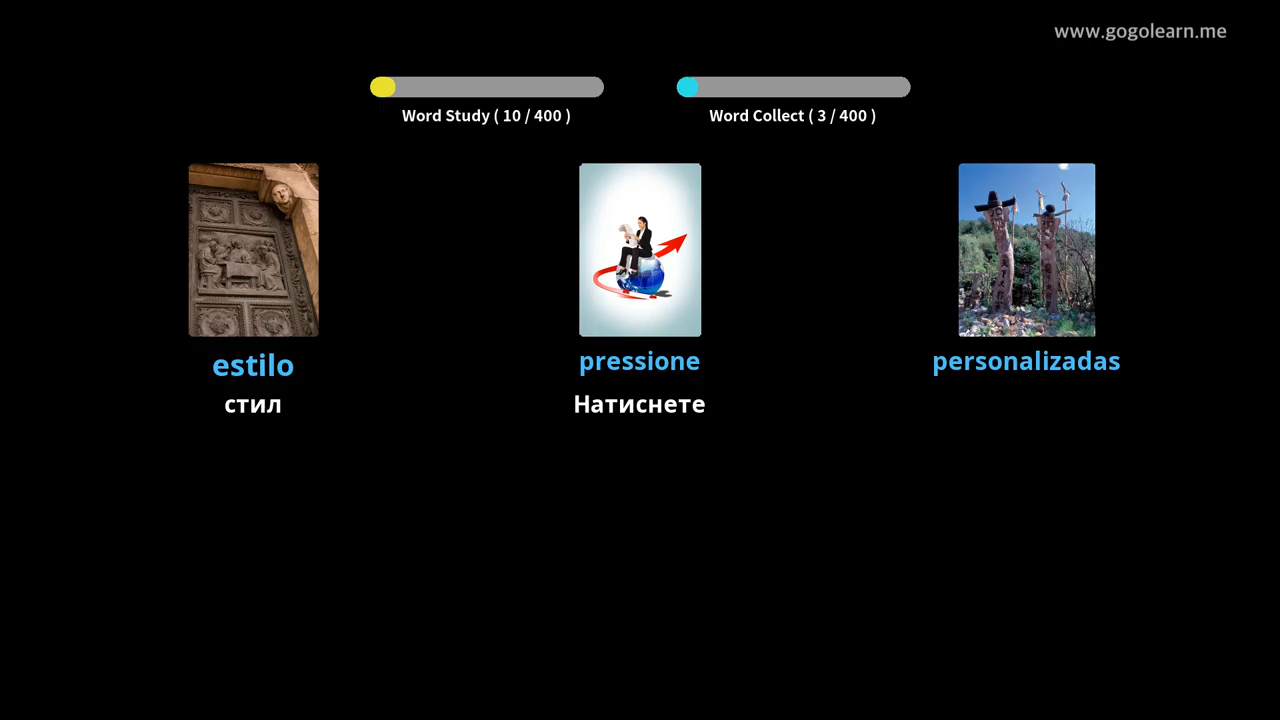 www.gogolearn.me
Word Study ( 10 / 400 )
Word Collect ( 3 / 400 )
estilo
pressione
personalizadas
стил
Натиснете